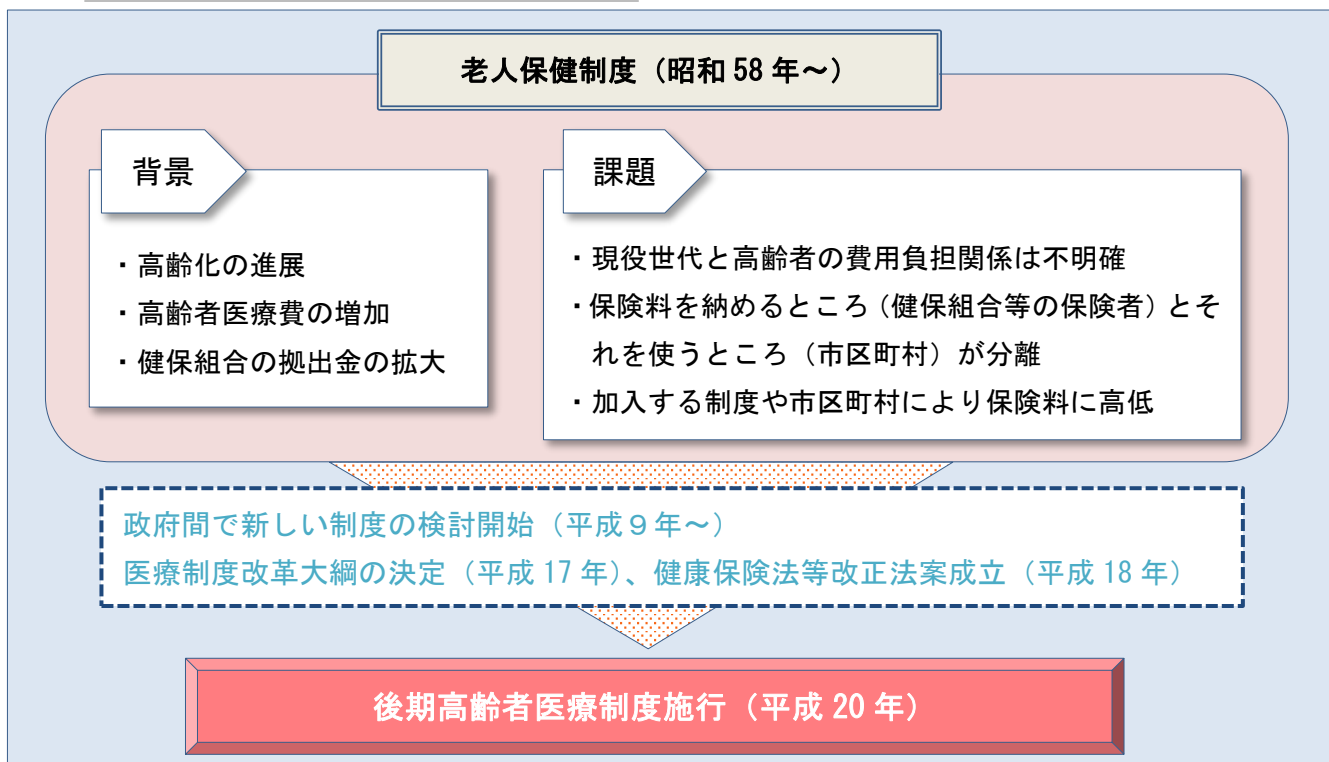 老人保健制度（昭和 58 年～）
背景
・高齢化の進展
・高齢者医療費の増加
・健保組合の拠出金の拡大
課題
・現役世代と高齢者の費用負担関係は不明確
・保険料を納めるところ（健保組合等の保険者）とそ
れを使うところ（市区町村）が分離
・加入する制度や市区町村により保険料に高低
政府間で新しい制度の検討開始（平成９年～）
医療制度改革大綱の決定（平成 17 年）、健康保険法等改正法案成立（平成 18 年）
後期高齢者医療制度施行（平成 20 年）